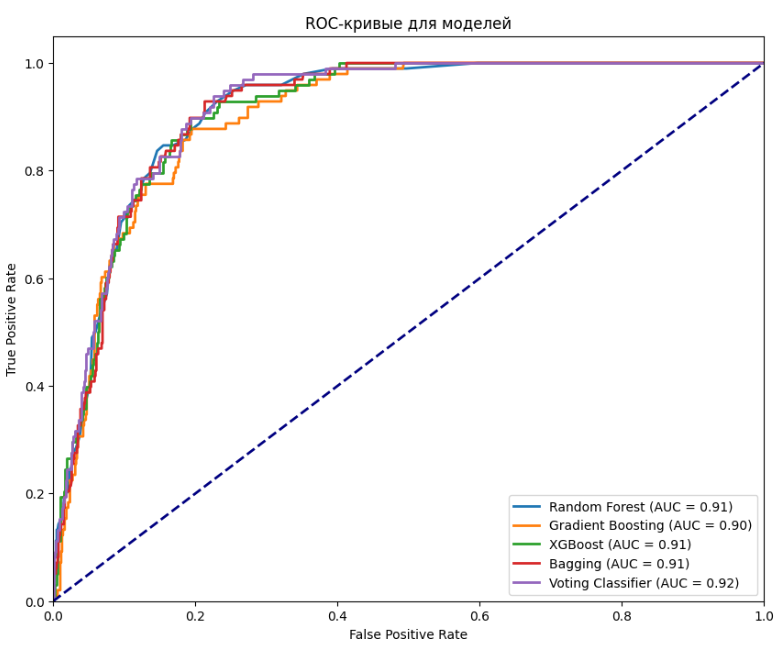 ROC-кривые для моделей
1.0
0.8
0.6
0.4
0.2
0.0
True Positive Rate
Random Forest (AUC = 0.91)
Gradient Boosting (AUC = 0.90)
XGBoost (AUC = 0.91)
Bagging (AUC = 0.91)
Voting Classifier (AUC = 0.92)
0.0 0.2 0.4 0.6 0.8 1.0
False Positive Rate